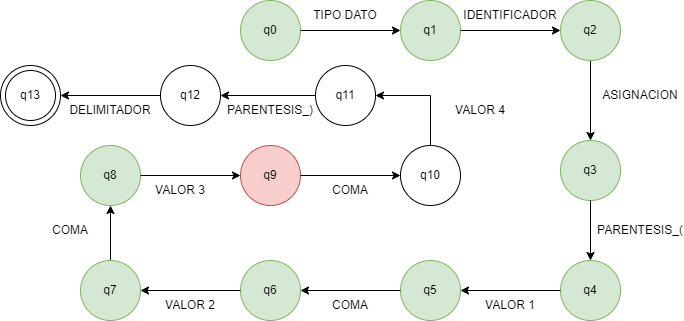 q0
TIPO DATO
q1
IDENTIFICADOR
q2
ASIGNACION
q3
PARENTESIS_(
q4
VALOR 1
q5
COMA
q6
VALOR 2
q7
COMA
q8
VALOR 3
q9
COMA
q10
VALOR 4
q11
PARENTESIS_)
q12
DELIMITADOR
q13